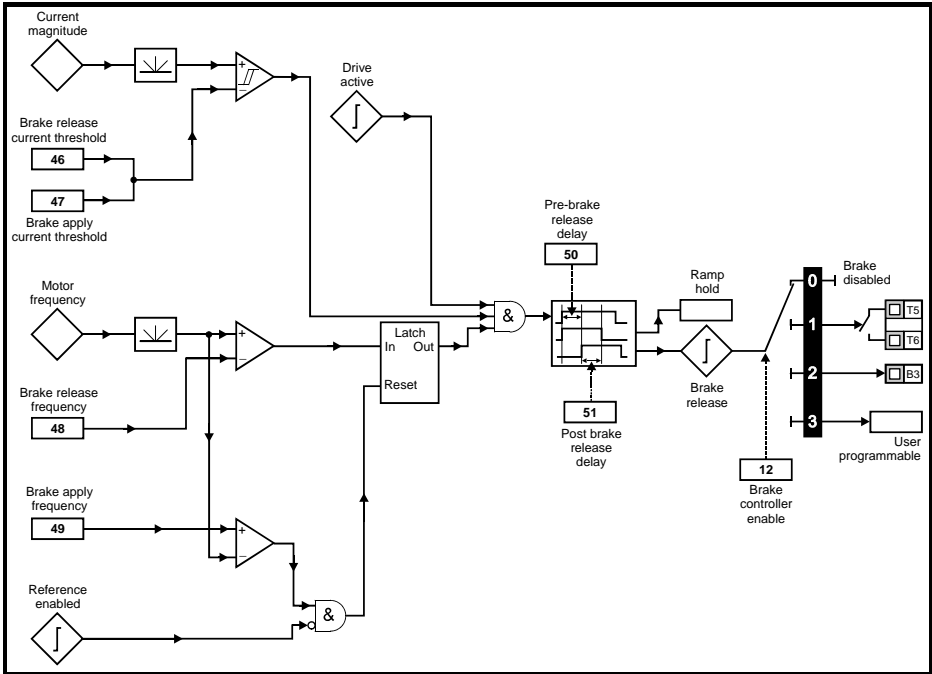 Current
magnitude
+
−
Drive
active
Brake release
current threshold
46
47
Brake apply
current threshold
Pre-brake
release
delay
50
Motor
frequency
+
−
&
Latch
In Out
Reset
Ramp
hold
Brake
release
0
Brake
disabled
1
T5
T6
2
B3
3
User
programmable
Brake release
frequency
48
51
Post brake
release
delay
12
Brake
controller
enable
Brake apply
frequency
49
+
−
Reference
enabled
&